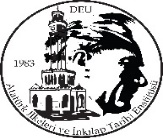 DEU
1983
Atatürk İlkeleri ve İnkılap Tarihi Enstitüsü